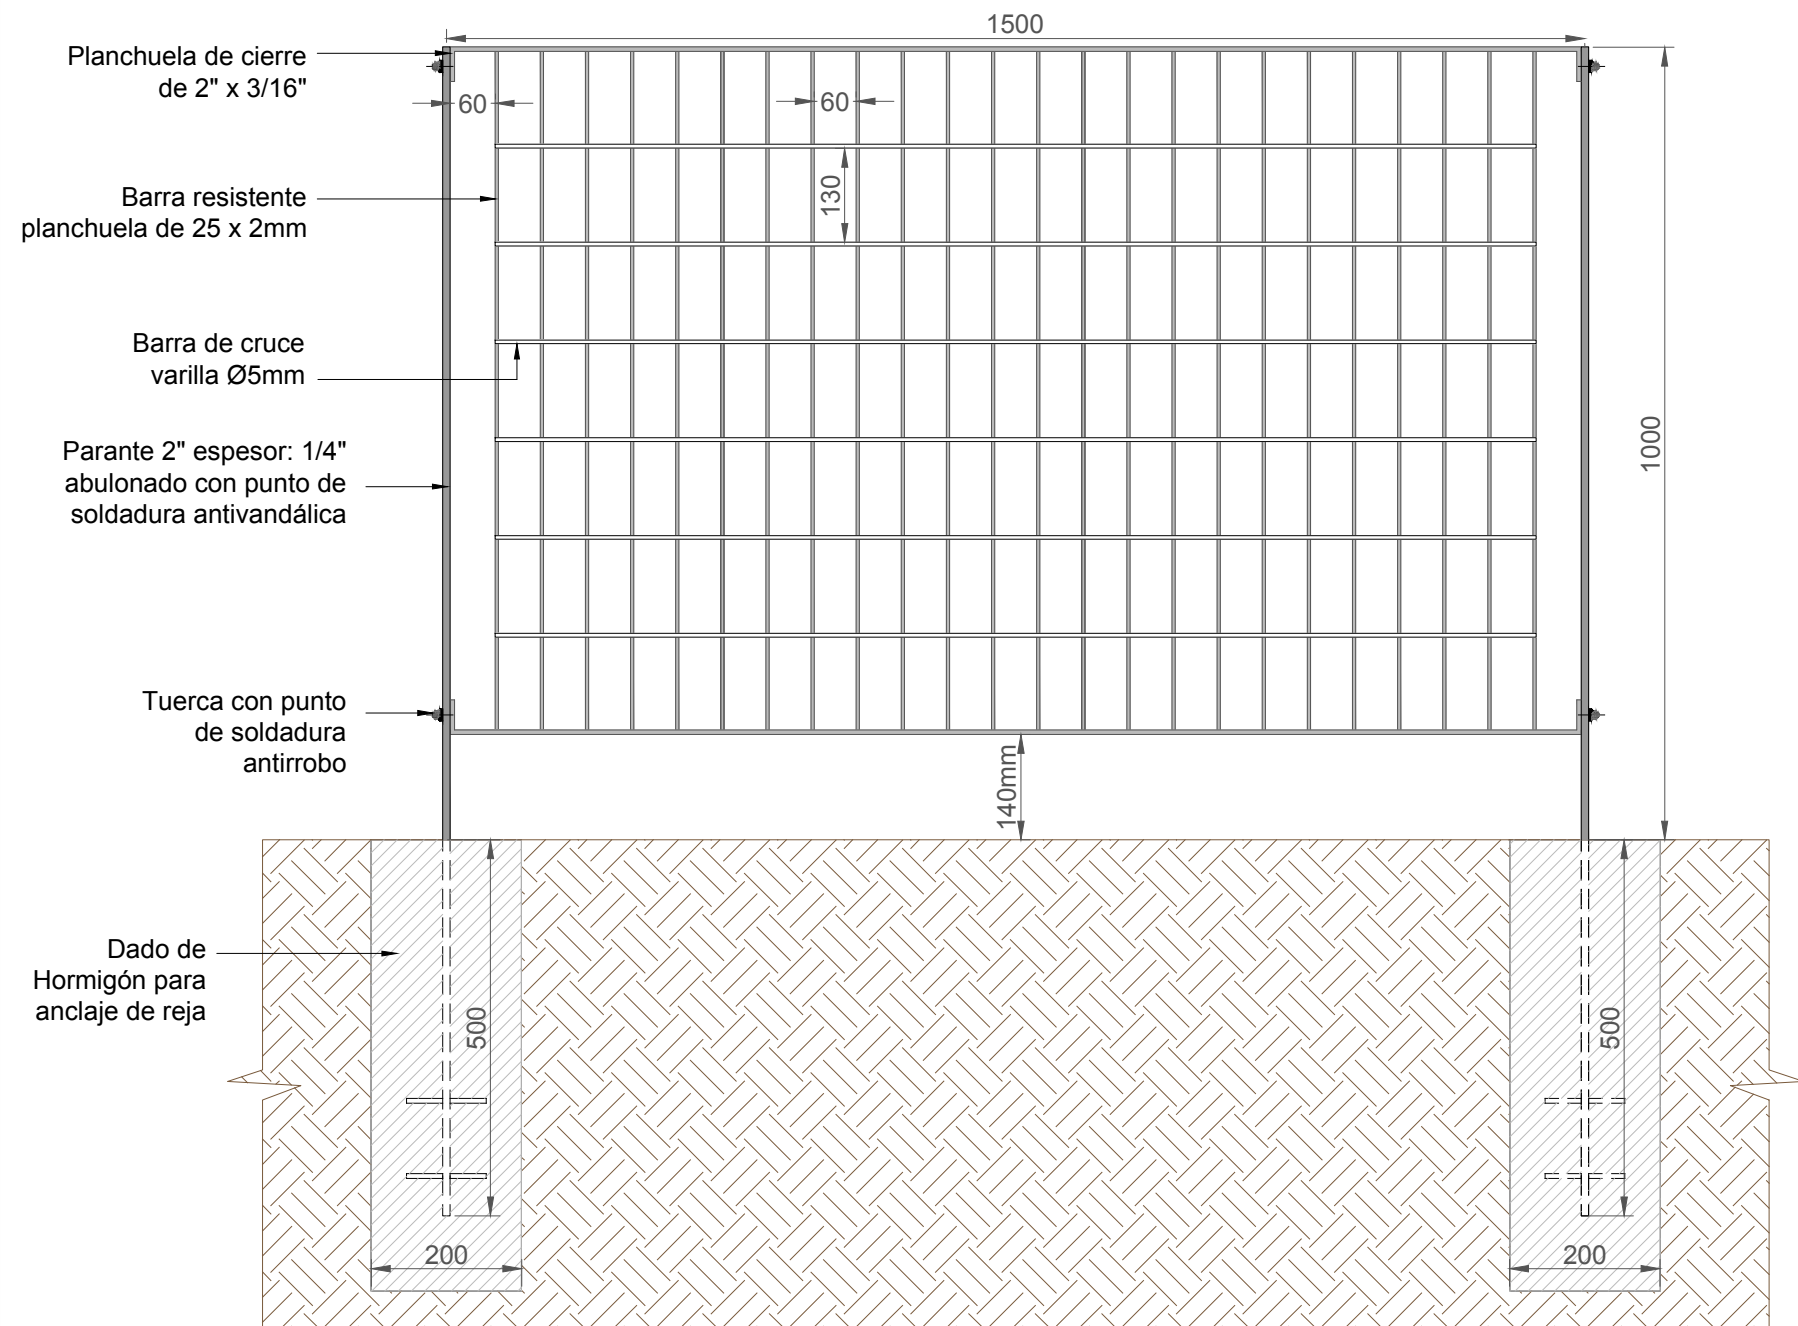 1500
Planchuela de cierre
de 2" x 3/16"
60
60
130
Barra resistente
planchuela de 25 x 2mm
Barra de cruce
varilla Ø5mm
Parante 2" espesor: 1/4"
abulonado con punto de
soldadura antivandálica
1000
Tuerca con punto
de soldadura
antirrobo
140mm
Dado de
Hormigón para
anclaje de reja
500
500
200
200